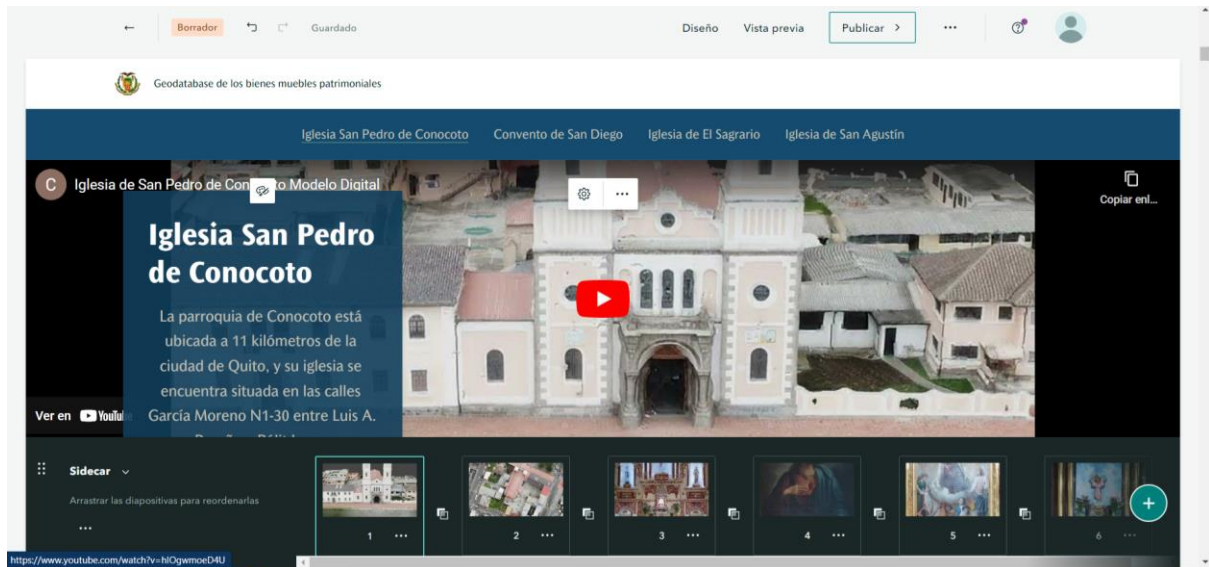 Borrador
Guardado
Diseño
Vista previa
Publicar >
Geodatabase de los bienes muebles patrimoniales
Iglesia San Pedro de Conocoto
Convento de San Diego
Iglesia de El Sagrario
Iglesia de San Agustín
C
Iglesia de San Pedro de Conocoto Modelo Digital
Copiar enl...
Iglesia San Pedro
de Conocoto
La parroquia de Conocoto está
ubicada a 11 kilómetros de la
ciudad de Quito, y su iglesia se
encuentra situada en las calles
García Moreno N1-30 entre Luis A.
Ver en YouTube
Sidecar
Arrastrar las diapositivas para reordenarlas
1
2
3
4
5
6
https://www.youtube.com/watch?v=hlOgwmoeD4U